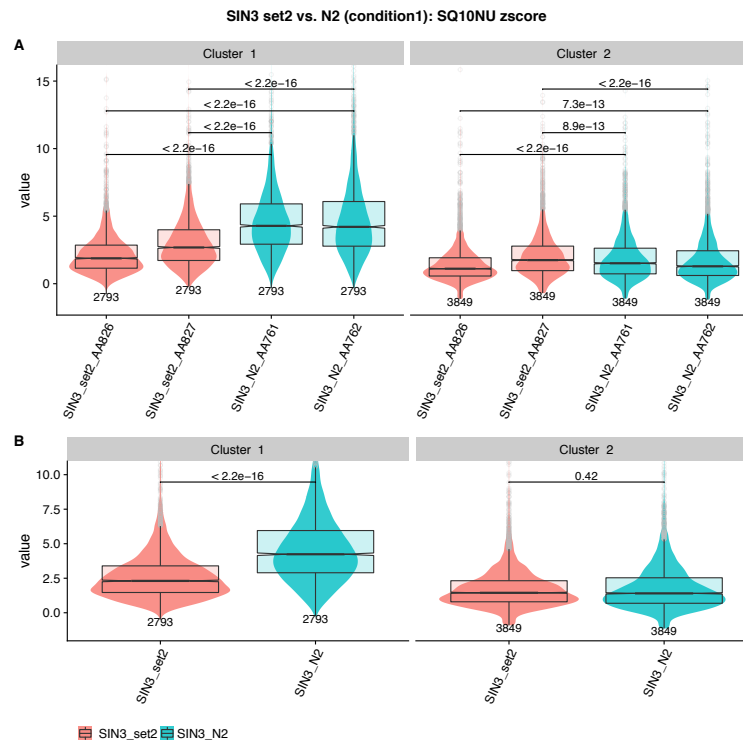 SIN3 set2 vs. N2 (condition1): SQ10NU zscore
A
Cluster 1
Cluster 2
value
15
10
5
0
< 2.2e−16
< 2.2e−16
< 2.2e−16
< 2.2e−16
2793
2793
2793
2793
< 2.2e−16
7.3e−13
8.9e−13
< 2.2e−16
3849
3849
3849
3849
SIN3_set2_AA826
SIN3_set2_AA827
SIN3_N2_AA761
SIN3_N2_AA762
SIN3_set2_AA826
SIN3_set2_AA827
SIN3_N2_AA761
SIN3_N2_AA762
B
Cluster 1
Cluster 2
value
10.0
7.5
5.0
2.5
0.0
< 2.2e−16
2793
2793
0.42
3849
3849
SIN3_set2
SIN3_N2
SIN3_set2
SIN3_N2
SIN3_set2 SIN3_N2